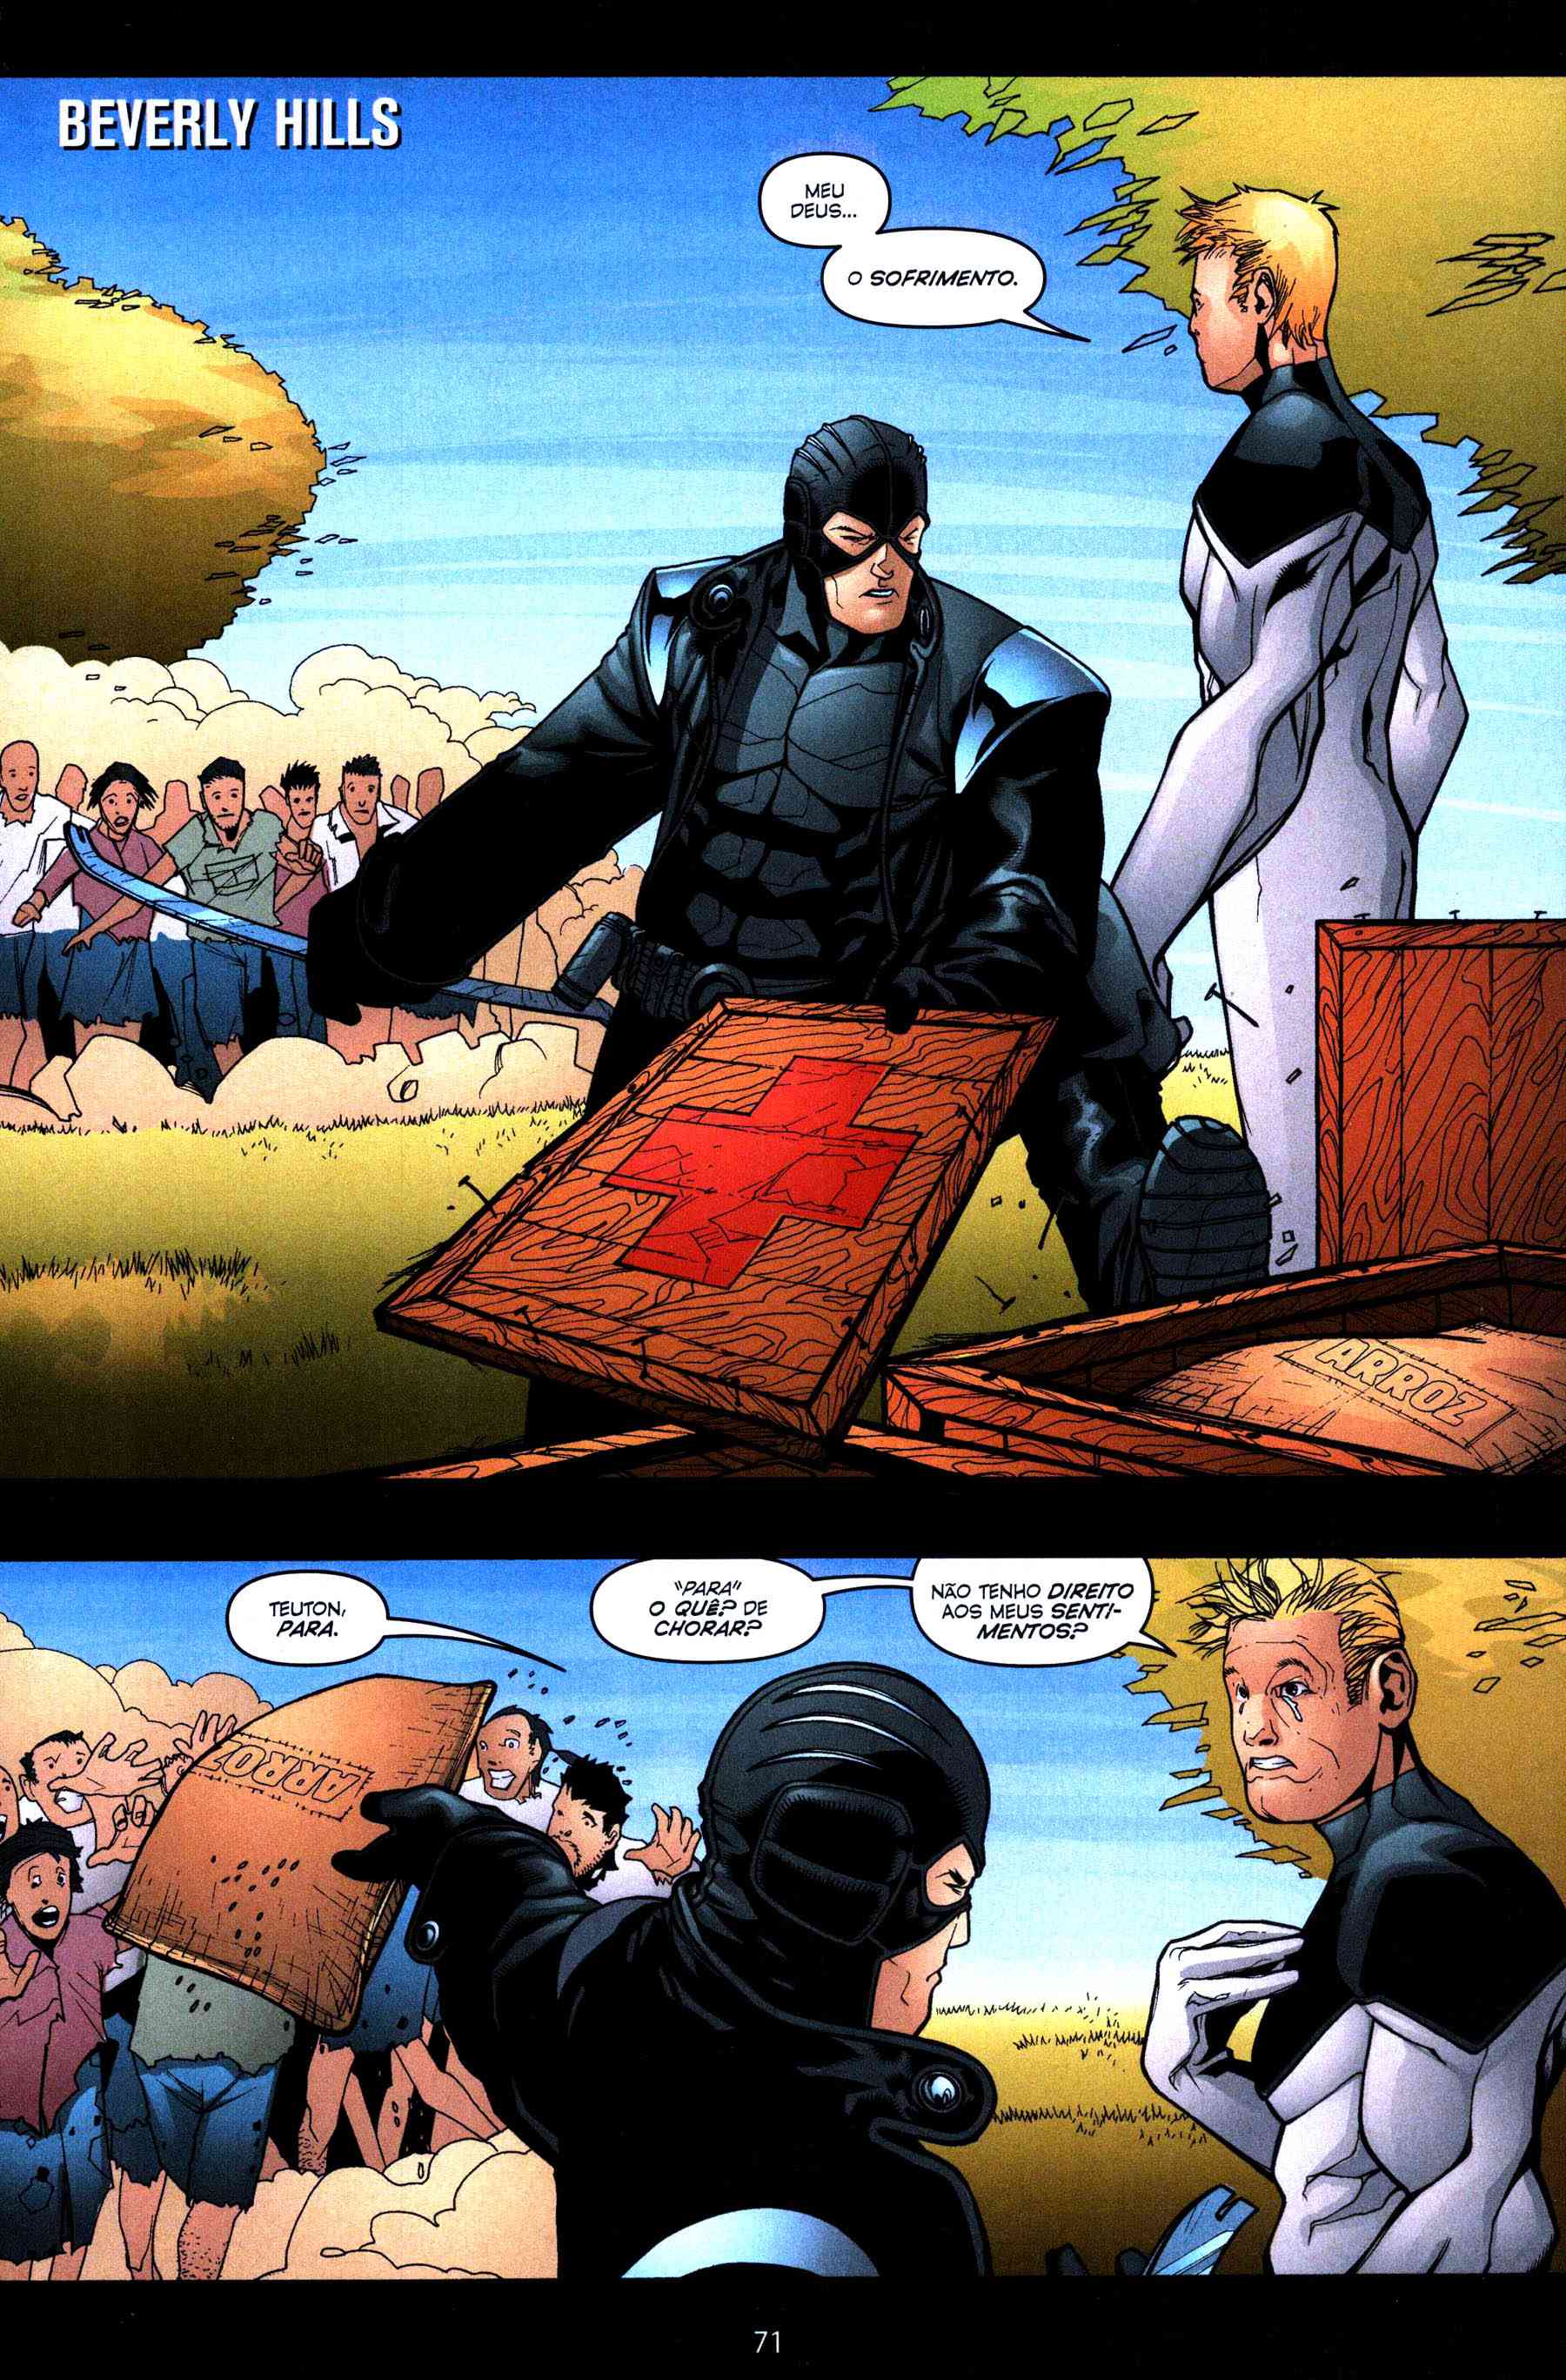 BEVERLY HILLS
MEU
DEUS...
O SOFRIMENTO.
ARROZ
TEUTON,
PARA.
"PARA"
O QUÊ? DE
CHORAR?
NÃO TENHO DIREITO
AOS MEUS SENTI-
MENTOS?
ARROZ
71